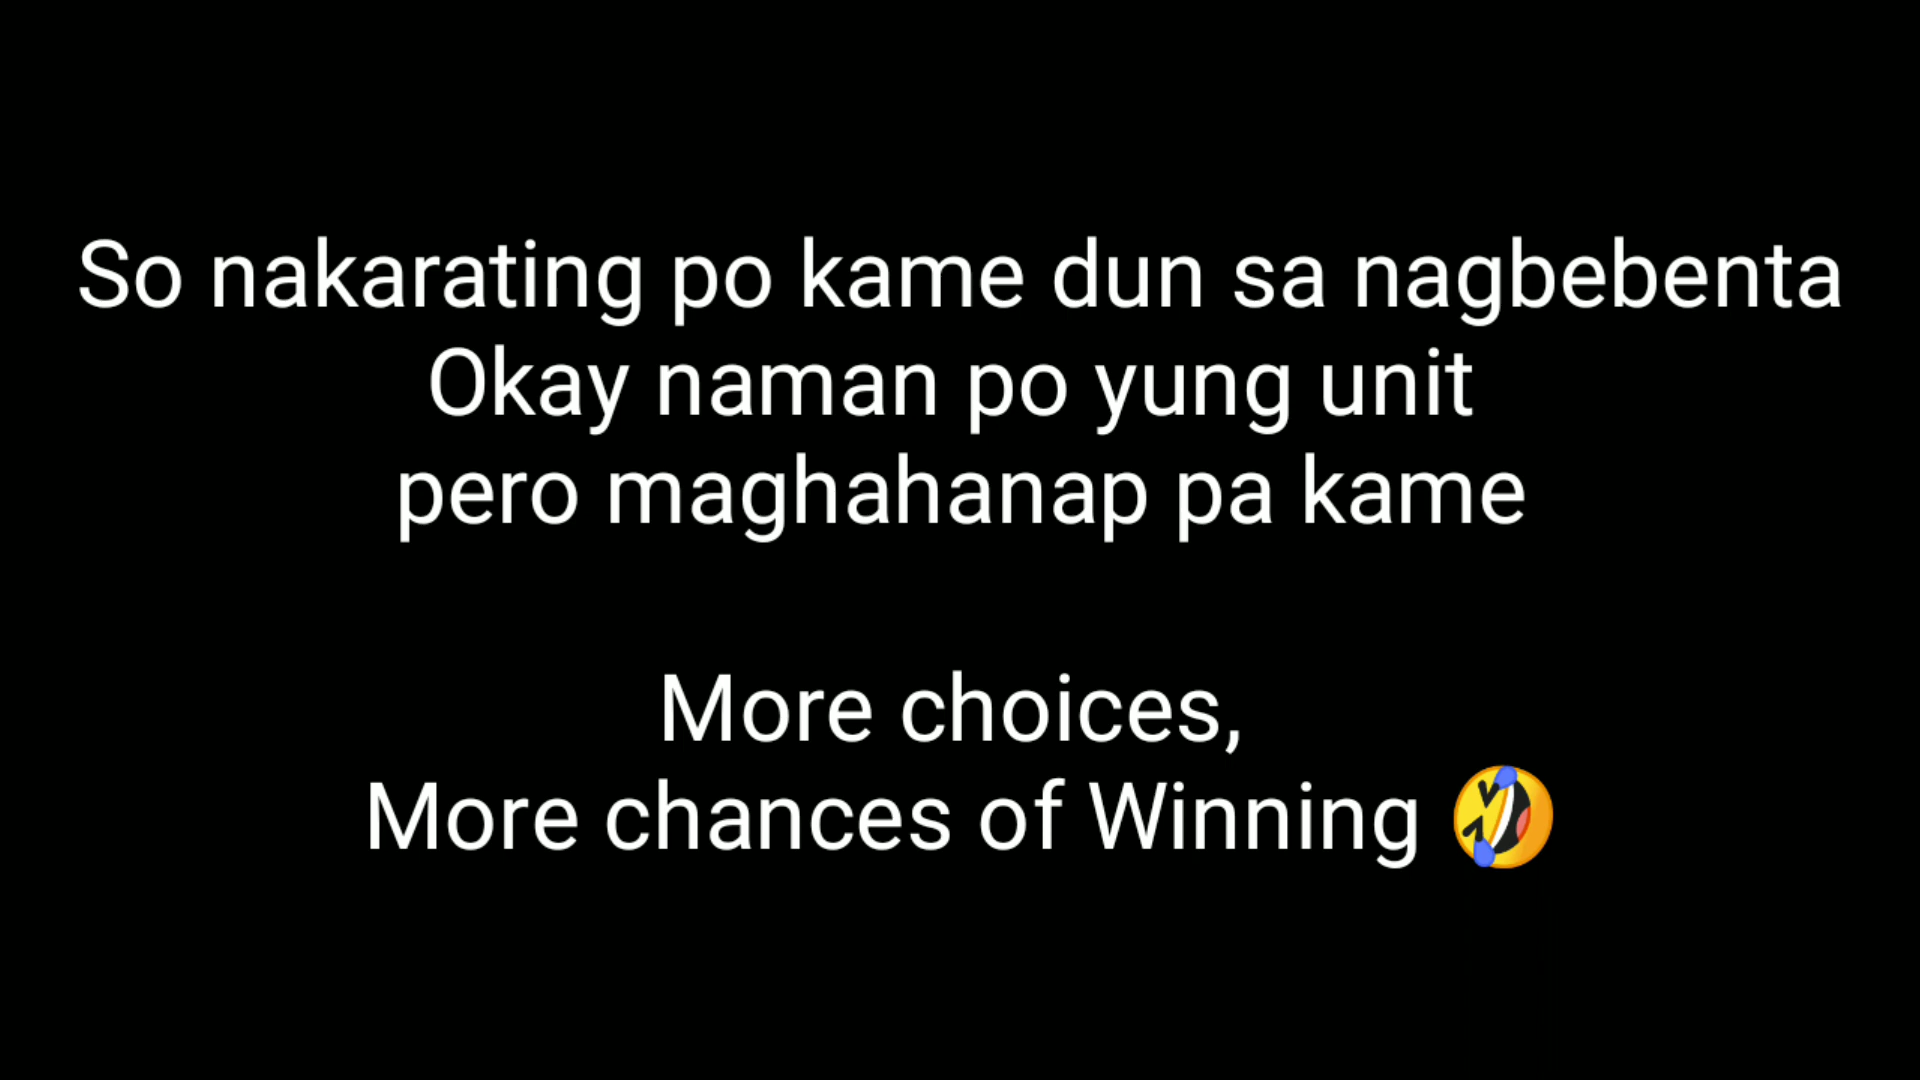 So nakarating po kame dun sa nagbebenta
Okay naman po yung unit
pero maghahanap pa kame
More choices,
More chances of Winning 🤣